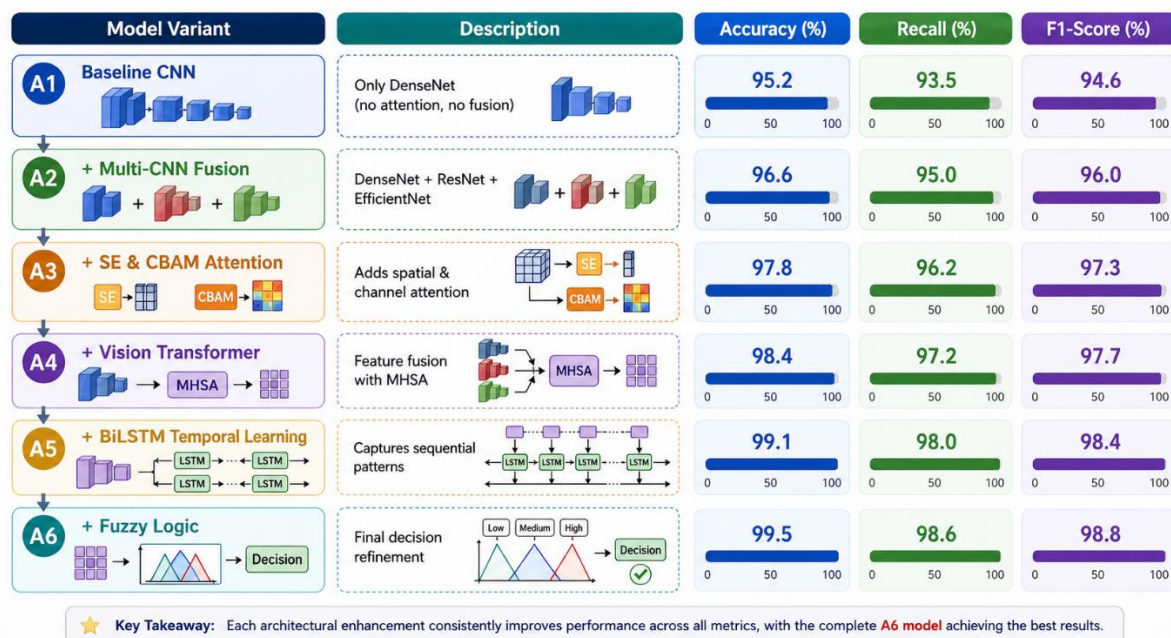 Model Variant
Description
Accuracy (%)
Recall (%)
F1-Score (%)
A1
Baseline CNN
Only DenseNet
(no attention, no fusion)
95.2
0 50 100
93.5
0 50 100
94.6
0 50 100
A2
+ Multi-CNN Fusion
+ +
DenseNet + ResNet +
EfficientNet
+ +
96.6
0 50 100
95.0
0 50 100
96.0
0 50 100
A3
+ SE & CBAM Attention
SE
CBAM
Adds spatial &
channel attention
SE
CBAM
97.8
0 50 100
96.2
0 50 100
97.3
0 50 100
A4
+ Vision Transformer
MHSA
Feature fusion
with MHSA
MHSA
98.4
0 50 100
97.2
0 50 100
97.7
0 50 100
A5
+ BiLSTM Temporal Learning
LSTM ... LSTM
LSTM ... LSTM
Captures sequential
patterns
LSTM LSTM LSTM LSTM
99.1
0 50 100
98.0
0 50 100
98.4
0 50 100
A6
+ Fuzzy Logic
Decision
Final decision
refinement
Low Medium High
Decision
99.5
0 50 100
98.6
0 50 100
98.8
0 50 100
Key Takeaway: Each architectural enhancement consistently improves performance across all metrics, with the complete A6 model achieving the best results.